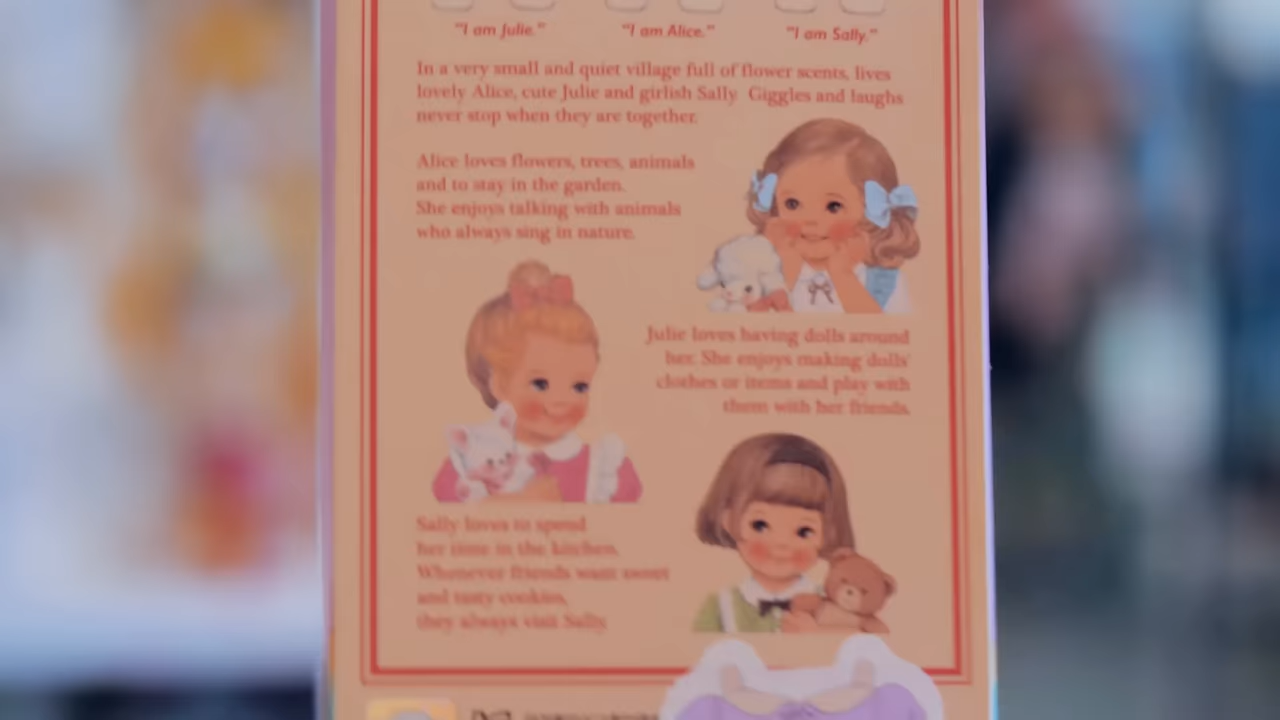 "I am Julie."
"I am Alice."
"I am Sally."
In a very small and quiet village full of flower scents, lives
lovely Alice, cute Julie and girlish Sally Giggles and laughs
never stop when they are together.
Alice loves flowers, trees, animals
and to stay in the garden.
She enjoys talking with animals
who always sing in nature.
Julie loves having dolls around
her. She enjoys making dolls'
clothes or items and play with
them with her friends.
Sally loves to spend
her time in the kitchen.
Whenever friends want sweet
and tasty cookies,
they always visit Sally.